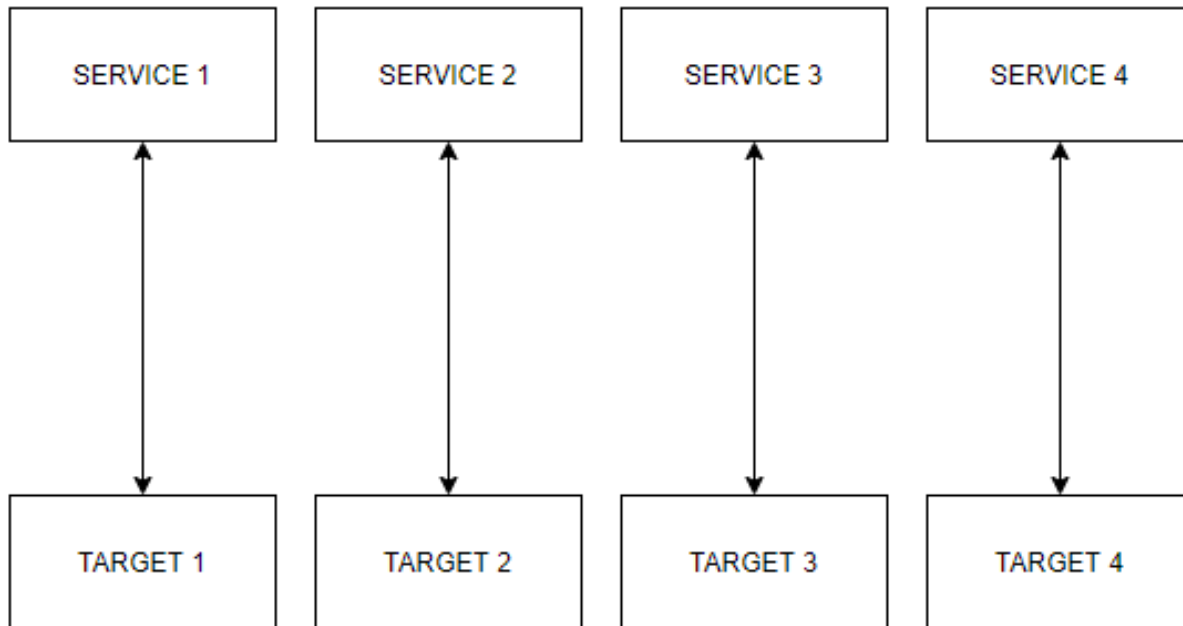 SERVICE 1
SERVICE 2
SERVICE 3
SERVICE 4
TARGET 1
TARGET 2
TARGET 3
TARGET 4